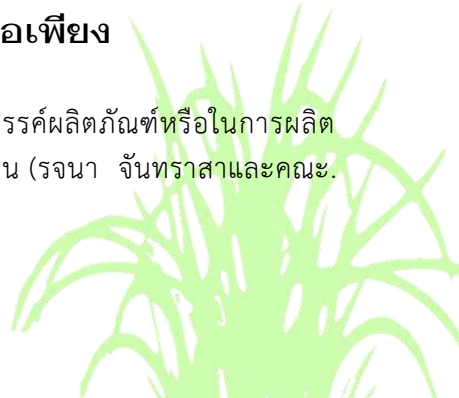 อเพียง
รรค์ผลิตภัณฑ์หรือในการผลิต
น (รจนา จันทราสาและคณะ.